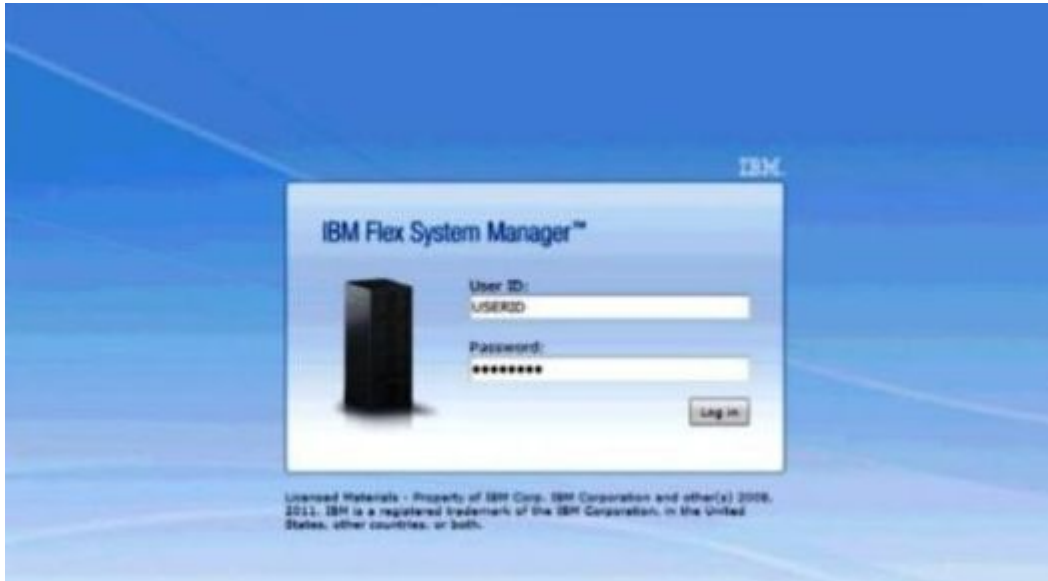 IBM
IBM Flex System Manager™
User ID:
USERID
Password:
••••••••
Log in
Licensed Materials - Property of IBM Corp. IBM Corporation and other(s) 2009,
2011. IBM is a registered trademark of the IBM Corporation, in the United
States, other countries, or both.